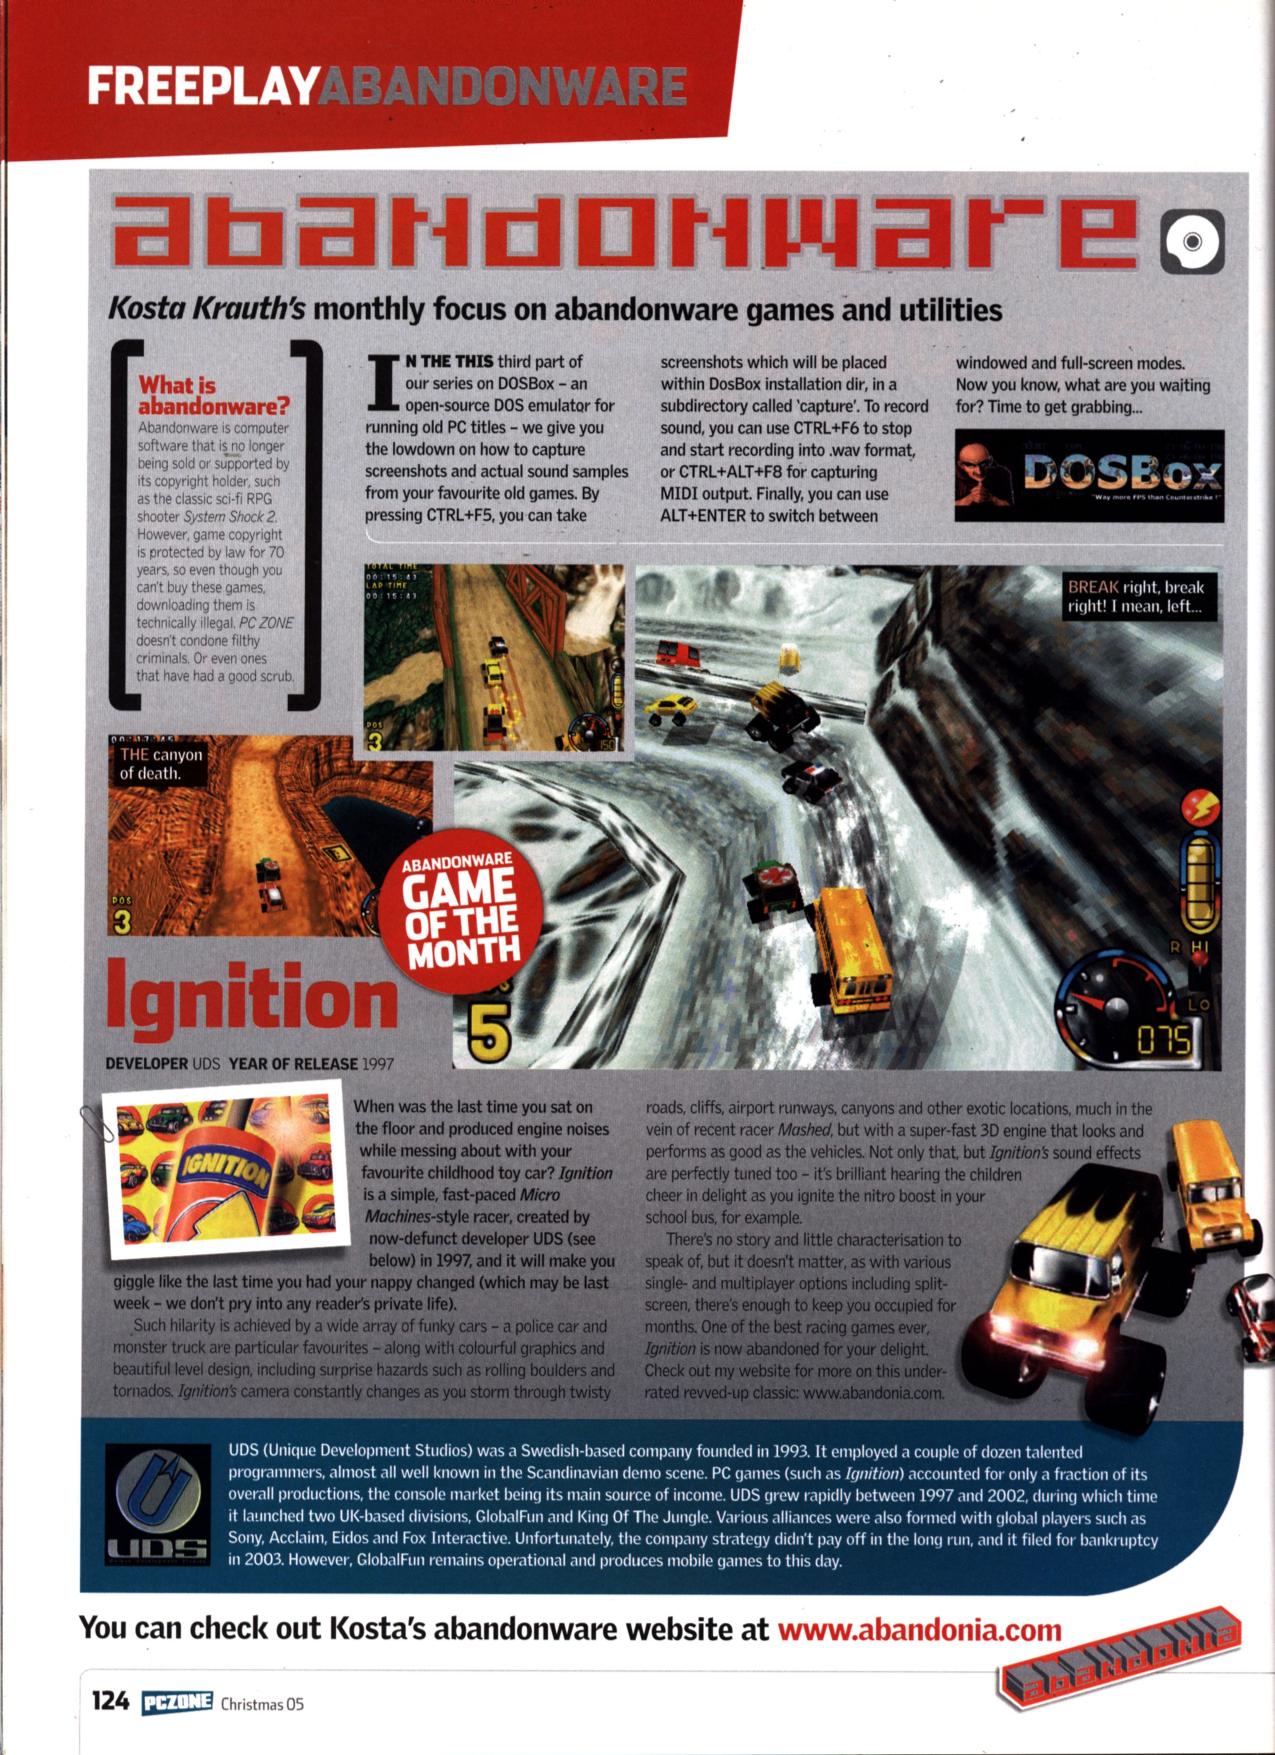 FREEPLAYABANDONWARE
abandonware
Kosta Krauth's monthly focus on abandonware games and utilities
What is
abandonware?
Abandonware is computer
software that is no longer
being sold or supported by
its copyright holder, such
as the classic sci-fi RPG
shooter System Shock 2.
However, game copyright
is protected by law for 70
years, so even though you
can't buy these games,
downloading them is
technically illegal. PC ZONE
doesn't condone filthy
criminals. Or even ones
that have had a good scrub.
IN THE THIS third part of
our series on DOSBox – an
open-source DOS emulator for
running old PC titles – we give you
the lowdown on how to capture
screenshots and actual sound samples
from your favourite old games. By
pressing CTRL+F5, you can take
screenshots which will be placed
within DosBox installation dir, in a
subdirectory called 'capture'. To record
sound, you can use CTRL+F6 to stop
and start recording into .wav format,
or CTRL+ALT+F8 for capturing
MIDI output. Finally, you can use
ALT+ENTER to switch between
windowed and full-screen modes.
Now you know, what are you waiting
for? Time to get grabbing...
DOSBox
"Way more FPS than Counterstrike!"
TOTAL TIME
00:15:43
LAP TIME
00:15:43
POS
3
150
BREAK right, break
right! I mean, left...
R HI
LO
075
5
THE canyon
of death.
POS
3
ABANDONWARE
GAME
OF THE
MONTH
Ignition
DEVELOPER UDS YEAR OF RELEASE 1997
IGNITION
When was the last time you sat on
the floor and produced engine noises
while messing about with your
favourite childhood toy car? Ignition
is a simple, fast-paced Micro
Machines-style racer, created by
now-defunct developer UDS (see
below) in 1997, and it will make you
giggle like the last time you had your nappy changed (which may be last
week – we don't pry into any reader's private life).
Such hilarity is achieved by a wide array of funky cars – a police car and
monster truck are particular favourites – along with colourful graphics and
beautiful level design, including surprise hazards such as rolling boulders and
tornados. Ignition's camera constantly changes as you storm through twisty
roads, cliffs, airport runways, canyons and other exotic locations, much in the
vein of recent racer Mashed, but with a super-fast 3D engine that looks and
performs as good as the vehicles. Not only that, but Ignition's sound effects
are perfectly tuned too – it's brilliant hearing the children
cheer in delight as you ignite the nitro boost in your
school bus, for example.
There's no story and little characterisation to
speak of, but it doesn't matter, as with various
single- and multiplayer options including split-
screen, there's enough to keep you occupied for
months. One of the best racing games ever,
Ignition is now abandoned for your delight.
Check out my website for more on this under-
rated revved-up classic: www.abandonia.com.
UDS
UDS (Unique Development Studios) was a Swedish-based company founded in 1993. It employed a couple of dozen talented
programmers, almost all well known in the Scandinavian demo scene. PC games (such as Ignition) accounted for only a fraction of its
overall productions, the console market being its main source of income. UDS grew rapidly between 1997 and 2002, during which time
it launched two UK-based divisions, GlobalFun and King Of The Jungle. Various alliances were also formed with global players such as
Sony, Acclaim, Eidos and Fox Interactive. Unfortunately, the company strategy didn't pay off in the long run, and it filed for bankruptcy
in 2003. However, GlobalFun remains operational and produces mobile games to this day.
You can check out Kosta's abandonware website at www.abandonia.com
abandonia
124 PCZONE Christmas 05